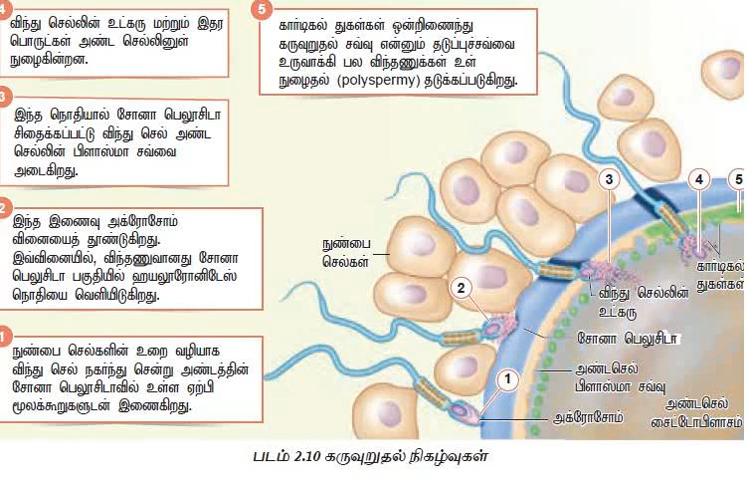 4
விந்து செல்லின் உட்கரு மற்றும் இதர
பொருட்கள் அண்ட செல்லினுள்
நுழைகின்றன.
5
கார்டிகல் துகள்கள் ஒன்றிணைந்து
கருவுறுதல் சவ்வு என்னும் தடுப்புச்சவ்வை
உருவாக்கி பல விந்தணுக்கள் உள்
நுழைதல் (polyspermy) தடுக்கப்படுகிறது.
3
இந்த நொதியால் சோனா பெலூசிடா
சிதைக்கப்பட்டு விந்து செல் அண்ட
செல்லின் பிளாஸ்மா சவ்வை
அடைகிறது.
2
இந்த இணைவு அக்ரோசோம்
வினையைத் தூண்டுகிறது.
இவ்வினையில், விந்தணுவானது சோனா
பெலுசிடா பகுதியில் ஹயலூரோனிடேஸ்
நொதியை வெளியிடுகிறது.
1
நுண்பை செல்களின் உறை வழியாக
விந்து செல் நகர்ந்து சென்று அண்டத்தின்
சோனா பெலூசிடாவில் உள்ள ஏற்பி
மூலக்கூறுகளுடன் இணைகிறது.
நுண்பை
செல்கள்
3
4
5
2
1
கார்டிகல்
துகள்கள்
விந்து செல்லின்
உட்கரு
சோனா பெலுசிடா
அண்டசெல்
பிளாஸ்மா சவ்வு
அக்ரோசோம்
அண்டசெல்
சைட்டோபிளாசம்
படம் 2.10 கருவுறுதல் நிகழ்வுகள்